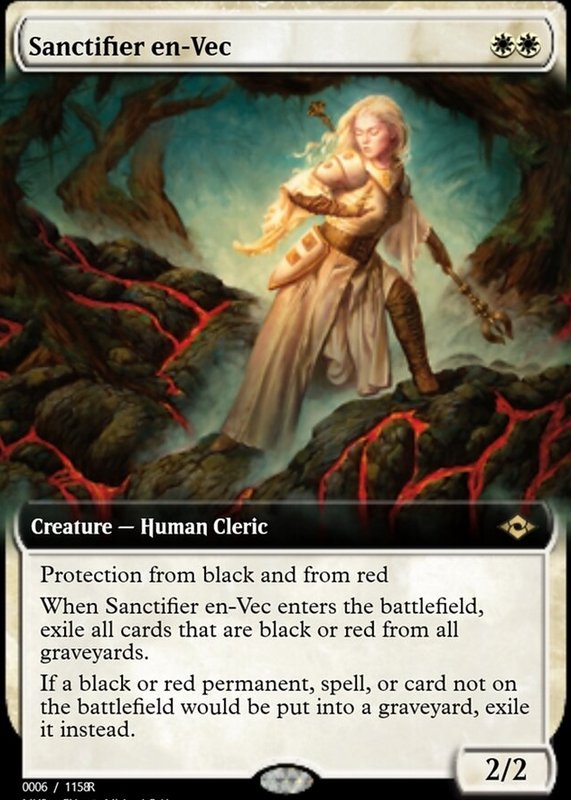 Sanctifier en-Vec
Creature — Human Cleric
Protection from black and from red
When Sanctifier en-Vec enters the battlefield,
exile all cards that are black or red from all
graveyards.
If a black or red permanent, spell, or card not on
the battlefield would be put into a graveyard, exile
it instead.
2/2
0006 / 1158R